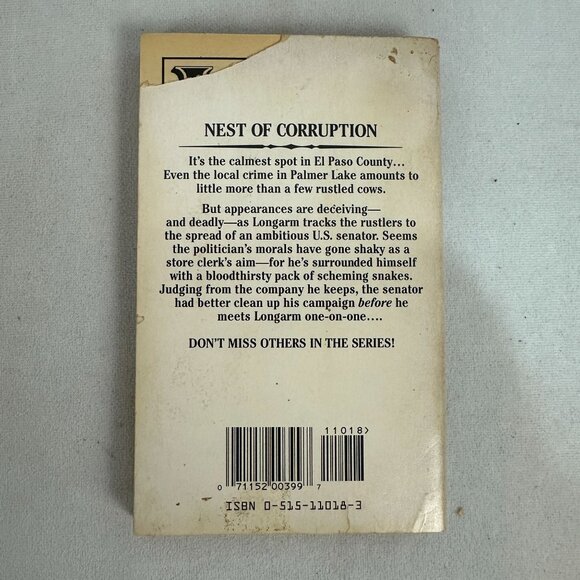 NEST OF CORRUPTION
It's the calmest spot in El Paso County...
Even the local crime in Palmer Lake amounts to
little more than a few rustled cows.
But appearances are deceiving—
and deadly—as Longarm tracks the rustlers to
the spread of an ambitious U.S. senator. Seems
the politician's morals have gone shaky as a
store clerk's aim—for he's surrounded himself
with a bloodthirsty pack of scheming snakes.
Judging from the company he keeps, the senator
had better clean up his campaign before he
meets Longarm one-on-one....
DON'T MISS OTHERS IN THE SERIES!
11018>
0 71152 00399 7
ISBN 0-515-11018-3